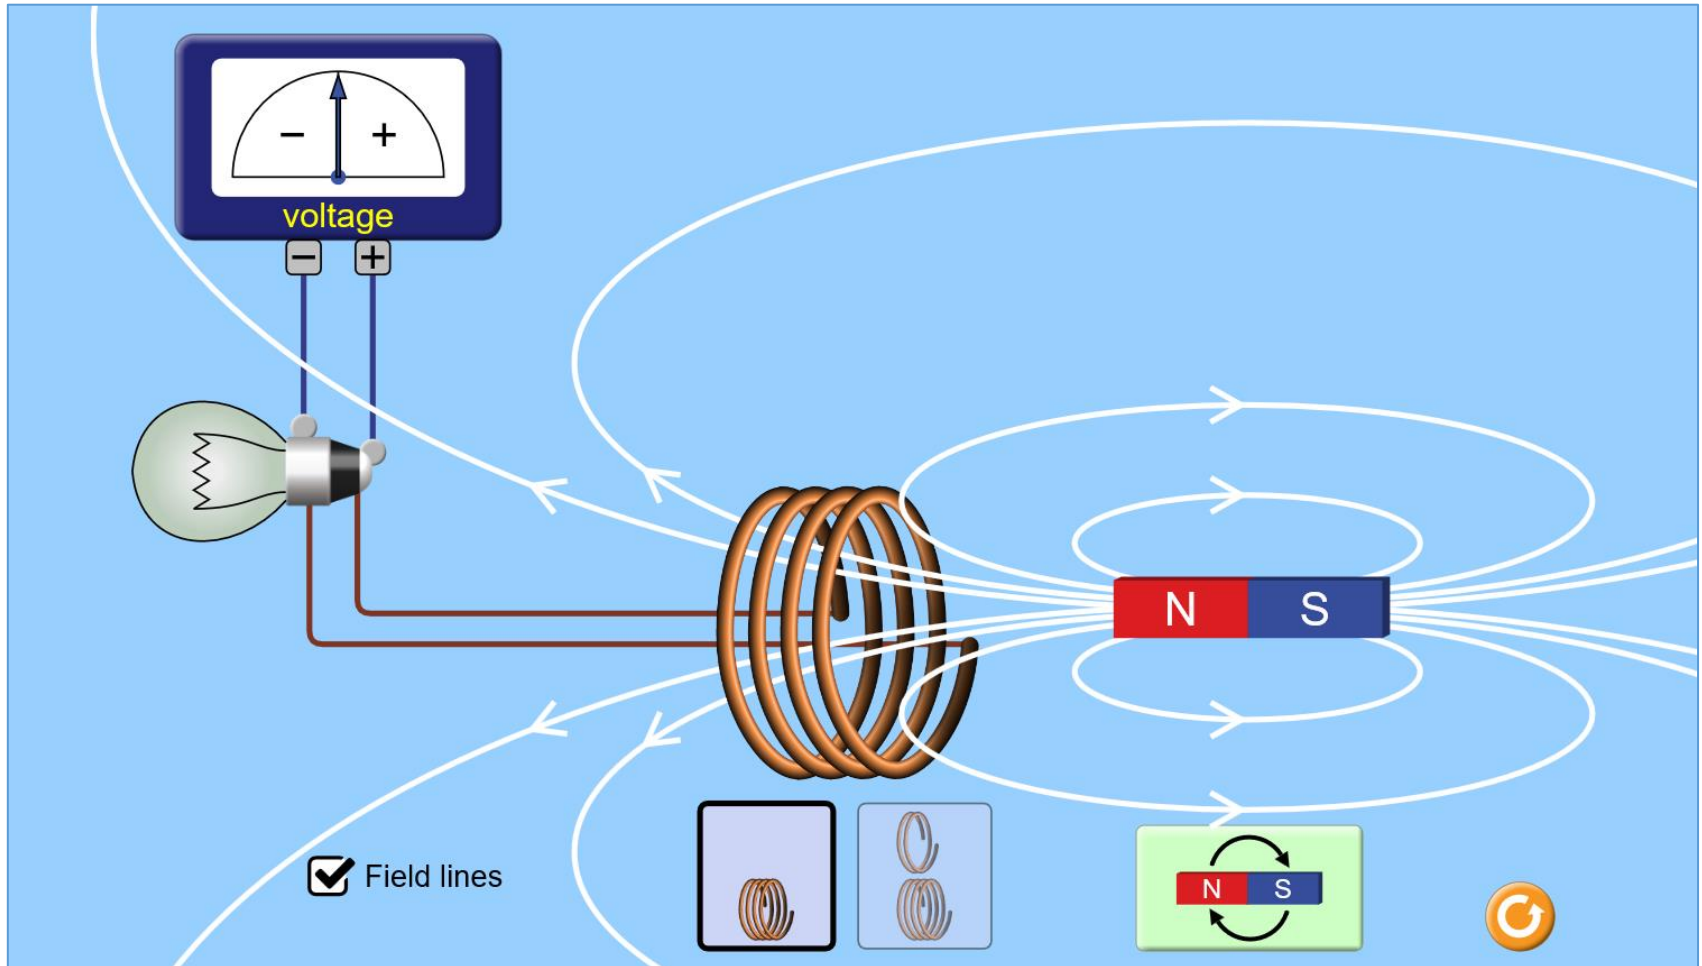 − +
voltage
− +
N S
Field lines
N S